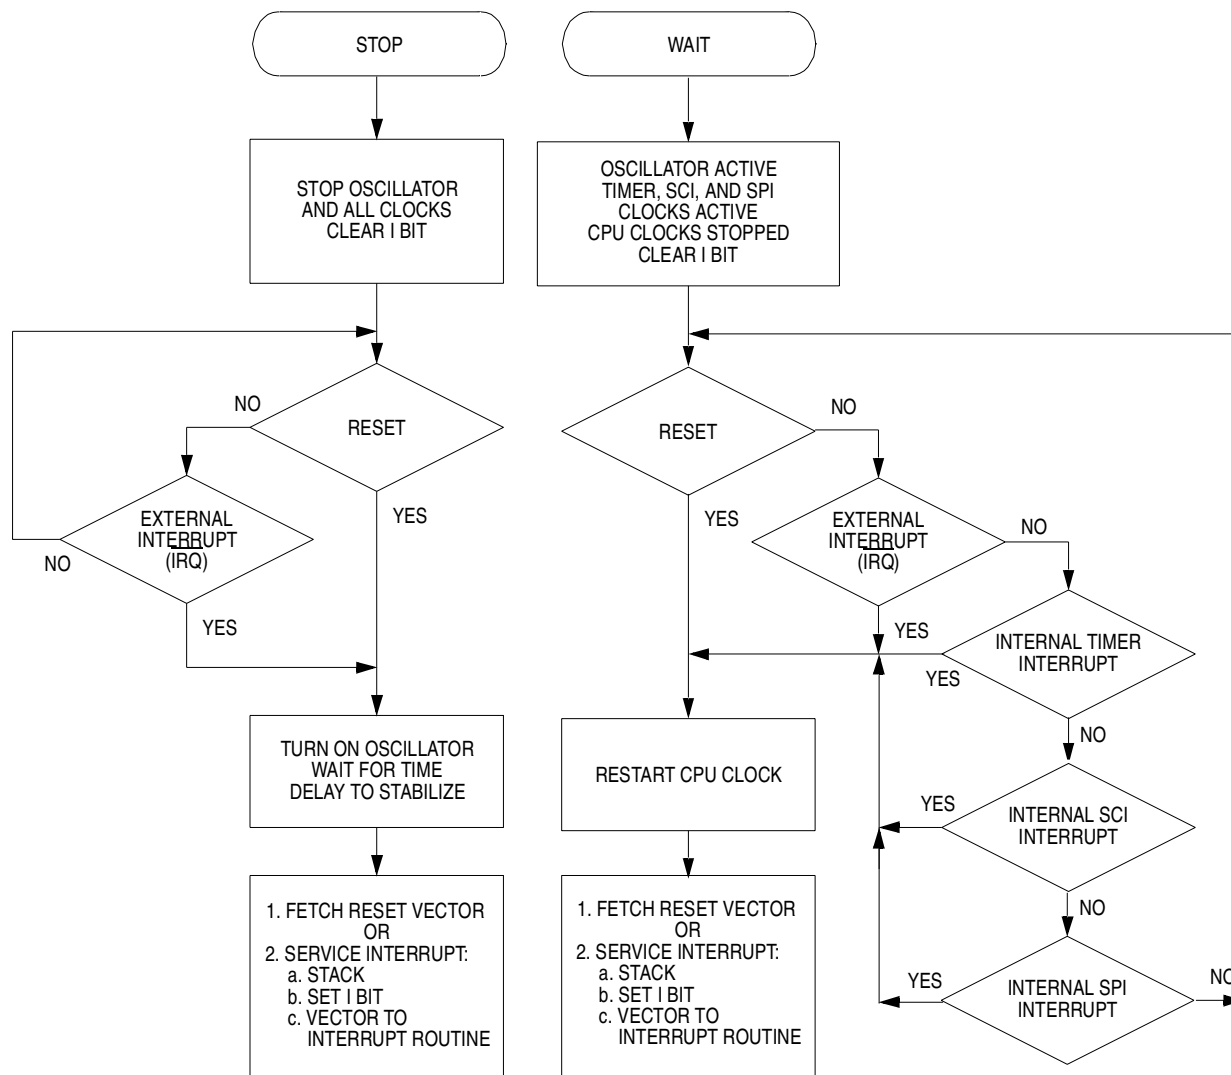 STOP
WAIT
STOP OSCILLATOR
AND ALL CLOCKS
CLEAR I BIT
OSCILLATOR ACTIVE
TIMER, SCI, AND SPI
CLOCKS ACTIVE
CPU CLOCKS STOPPED
CLEAR I BIT
NO
RESET
YES
EXTERNAL
INTERRUPT
(IRQ)
NO
YES
RESET
NO
YES
EXTERNAL
INTERRUPT
(IRQ)
NO
YES
INTERNAL TIMER
INTERRUPT
YES
NO
TURN ON OSCILLATOR
WAIT FOR TIME
DELAY TO STABILIZE
RESTART CPU CLOCK
YES
INTERNAL SCI
INTERRUPT
NO
1. FETCH RESET VECTOR
OR
2. SERVICE INTERRUPT:
a. STACK
b. SET I BIT
c. VECTOR TO
INTERRUPT ROUTINE
1. FETCH RESET VECTOR
OR
2. SERVICE INTERRUPT:
a. STACK
b. SET I BIT
c. VECTOR TO
INTERRUPT ROUTINE
YES
INTERNAL SPI
INTERRUPT
NO